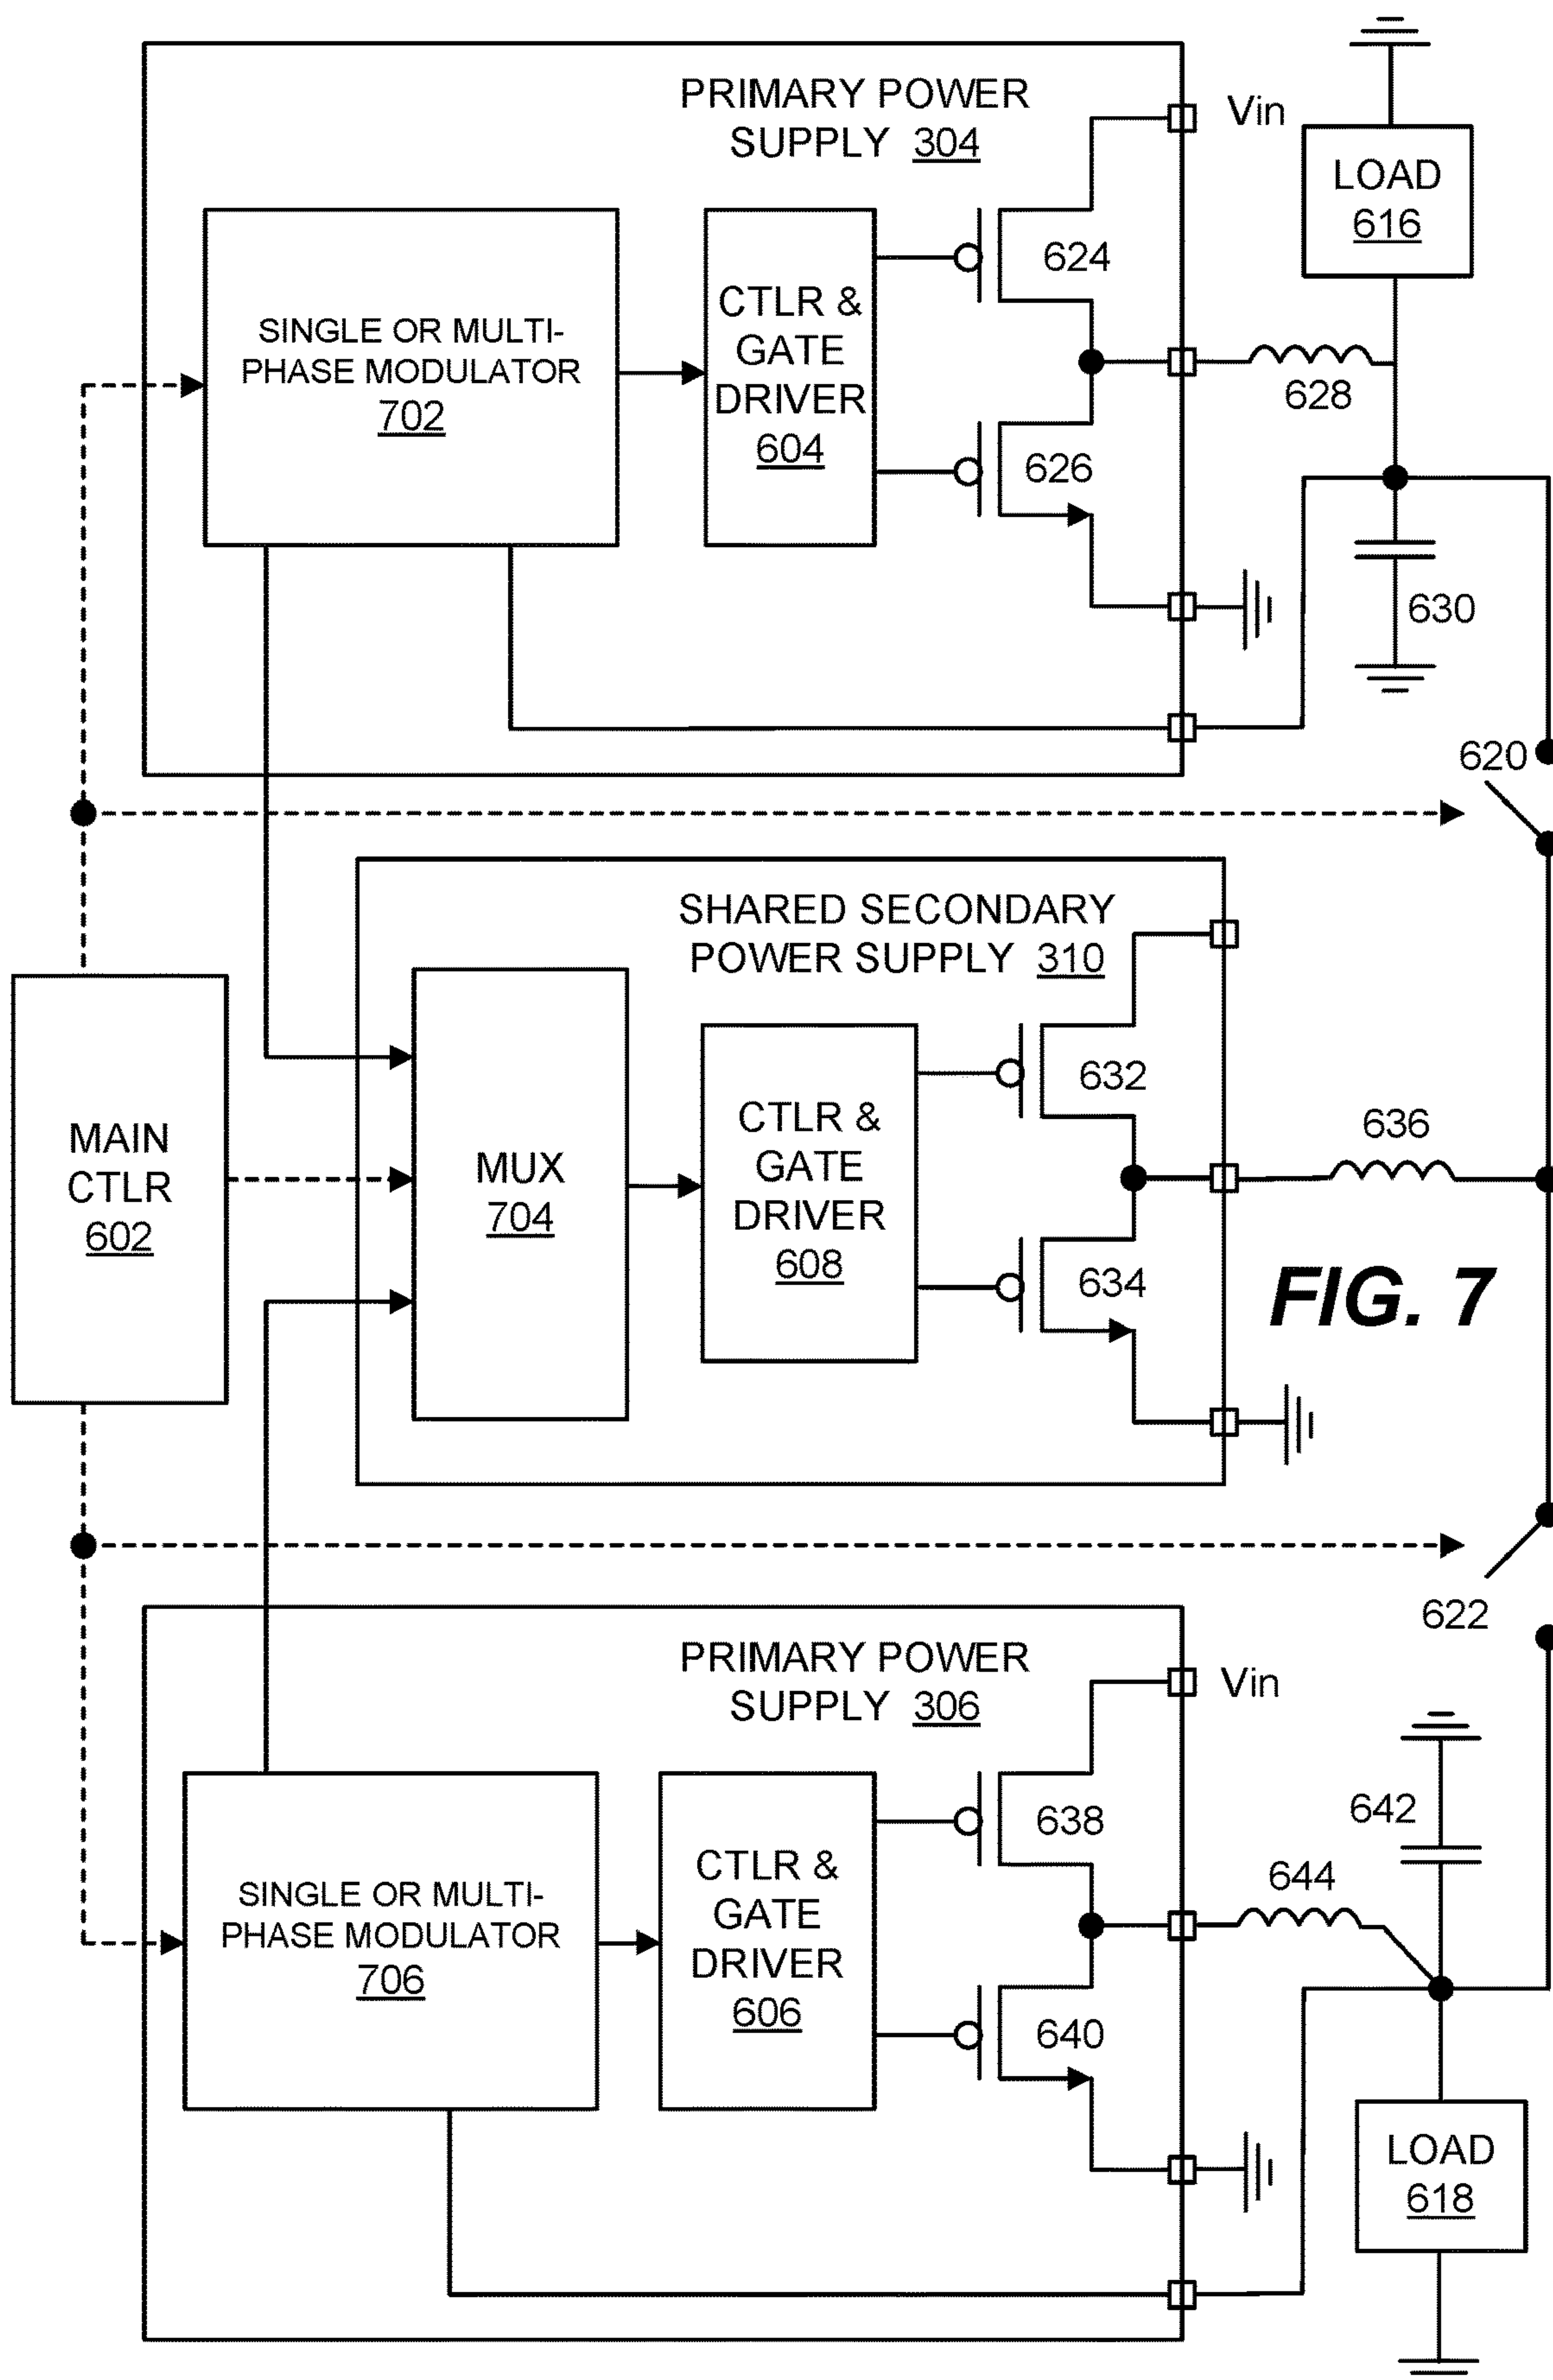 PRIMARY POWER
SUPPLY 304
Vin
LOAD
616
SINGLE OR MULTI-
PHASE MODULATOR
702
CTLR &
GATE
DRIVER
604
624
626
628
630
620
SHARED SECONDARY
POWER SUPPLY 310
MAIN
CTLR
602
MUX
704
CTLR &
GATE
DRIVER
608
632
634
636
FIG. 7
622
PRIMARY POWER
SUPPLY 306
Vin
SINGLE OR MULTI-
PHASE MODULATOR
706
CTLR &
GATE
DRIVER
606
638
640
644
642
LOAD
618